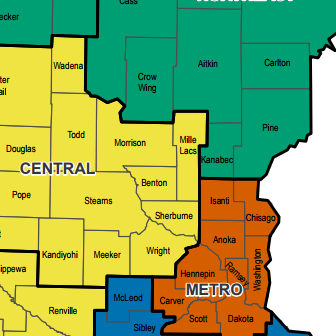 Cass
NORTHEAST
ecker
Wadena
Aitkin
Carlton
ter
ail
Crow
Wing
Todd
Morrison
Mille
Lacs
Pine
Douglas
Kanabec
CENTRAL
Benton
Pope
Stearns
Isanti
Sherburne
Chisago
Anoka
Wright
Kandiyohi
Meeker
Washington
ippewa
Hennepin
Ramsey
METRO
McLeod
Carver
Renville
Scott
Dakota
Sibley